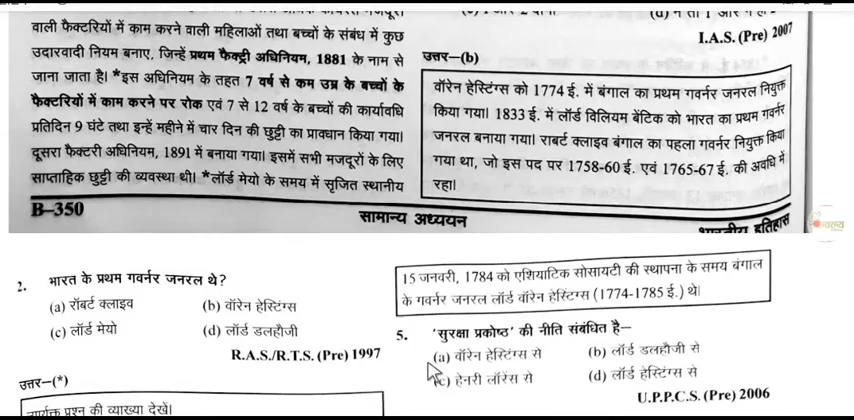 वाली फैक्टरियों में काम करने वाली महिलाओं तथा बच्चों के संबंध में कुछ
उदारवादी नियम बनाए, जिन्हें प्रथम फैक्ट्री अधिनियम, 1881 के नाम से
जाना जाता है। *इस अधिनियम के तहत 7 वर्ष से कम उम्र के बच्चों के
फैक्टरियों में काम करने पर रोक एवं 7 से 12 वर्ष के बच्चों की कार्यावधि
प्रतिदिन 9 घंटे तथा इन्हें महीने में चार दिन की छुट्टी का प्रावधान किया गया।
दूसरा फैक्टरी अधिनियम, 1891 में बनाया गया। इसमें सभी मजदूरों के लिए
साप्ताहिक छुट्टी की व्यवस्था थी। *लॉर्ड मेयो के समय में सृजित स्थानीय
I.A.S. (Pre) 2007
उत्तर—(b)
वॉरेन हेस्टिंग्स को 1774 ई. में बंगाल का प्रथम गवर्नर जनरल नियुक्त
किया गया। 1833 ई. में लॉर्ड विलियम बेंटिक को भारत का प्रथम गवर्नर
जनरल बनाया गया। राबर्ट क्लाइव बंगाल का पहला गवर्नर नियुक्त किया
गया था, जो इस पद पर 1758-60 ई. एवं 1765-67 ई. की अवधि में
रहा।
B–350
सामान्य अध्ययन
भारतीय इतिहास
2. भारत के प्रथम गवर्नर जनरल थे?
(a) रॉबर्ट क्लाइव (b) वॉरेन हेस्टिंग्स
(c) लॉर्ड मेयो (d) लॉर्ड डलहौजी
R.A.S./R.T.S. (Pre) 1997
उत्तर—(*)
उपर्युक्त प्रश्न की व्याख्या देखें।
15 जनवरी, 1784 को एशियाटिक सोसायटी की स्थापना के समय बंगाल
के गवर्नर जनरल लॉर्ड वॉरेन हेस्टिंग्स (1774-1785 ई.) थे।
5. 'सुरक्षा प्रकोष्ठ' की नीति संबंधित है—
(a) वॉरेन हेस्टिंग्स से (b) लॉर्ड डलहौजी से
(c) हेनरी लॉरेंस से (d) लॉर्ड हेस्टिंग्स से
U.P.P.C.S. (Pre) 2006